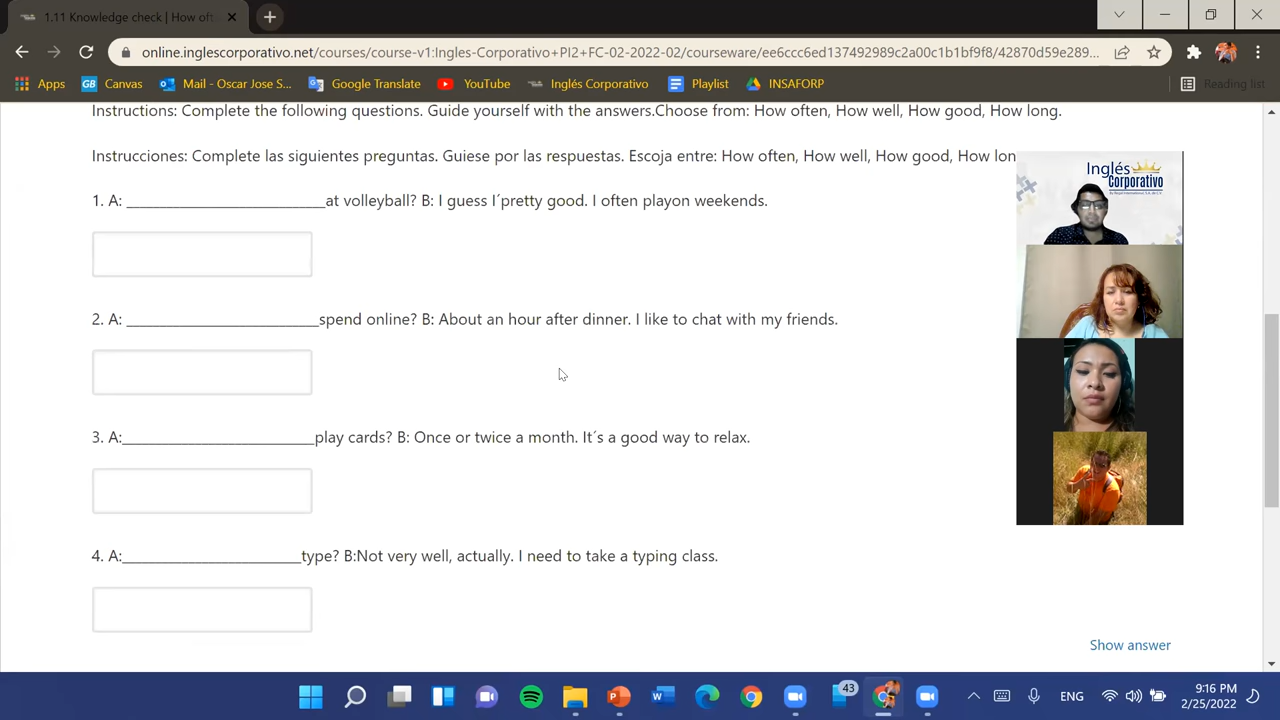 1.11 Knowledge check | How oft
online.inglescorporativo.net/courses/course-v1:Ingles-Corporativo+PI2+FC-02-2022-02/courseware/ee6ccc6ed137492989c2a00c1b1bf9f8/42870d59e289...
Apps Canvas Mail - Oscar Jose S... Google Translate YouTube Inglés Corporativo Playlist INSAFORP Reading list
Instructions: Complete the following questions. Guide yourself with the answers.Choose from: How often, How well, How good, How long.
Instrucciones: Complete las siguientes preguntas. Guiese por las respuestas. Escoja entre: How often, How well, How good, How lon
Inglés
Corporativo
1. A: ___________________________at volleyball? B: I guess I´pretty good. I often playon weekends.
2. A: __________________________spend online? B: About an hour after dinner. I like to chat with my friends.
3. A:__________________________play cards? B: Once or twice a month. It´s a good way to relax.
4. A:________________________type? B:Not very well, actually. I need to take a typing class.
Show answer
43
ENG
9:16 PM
2/25/2022